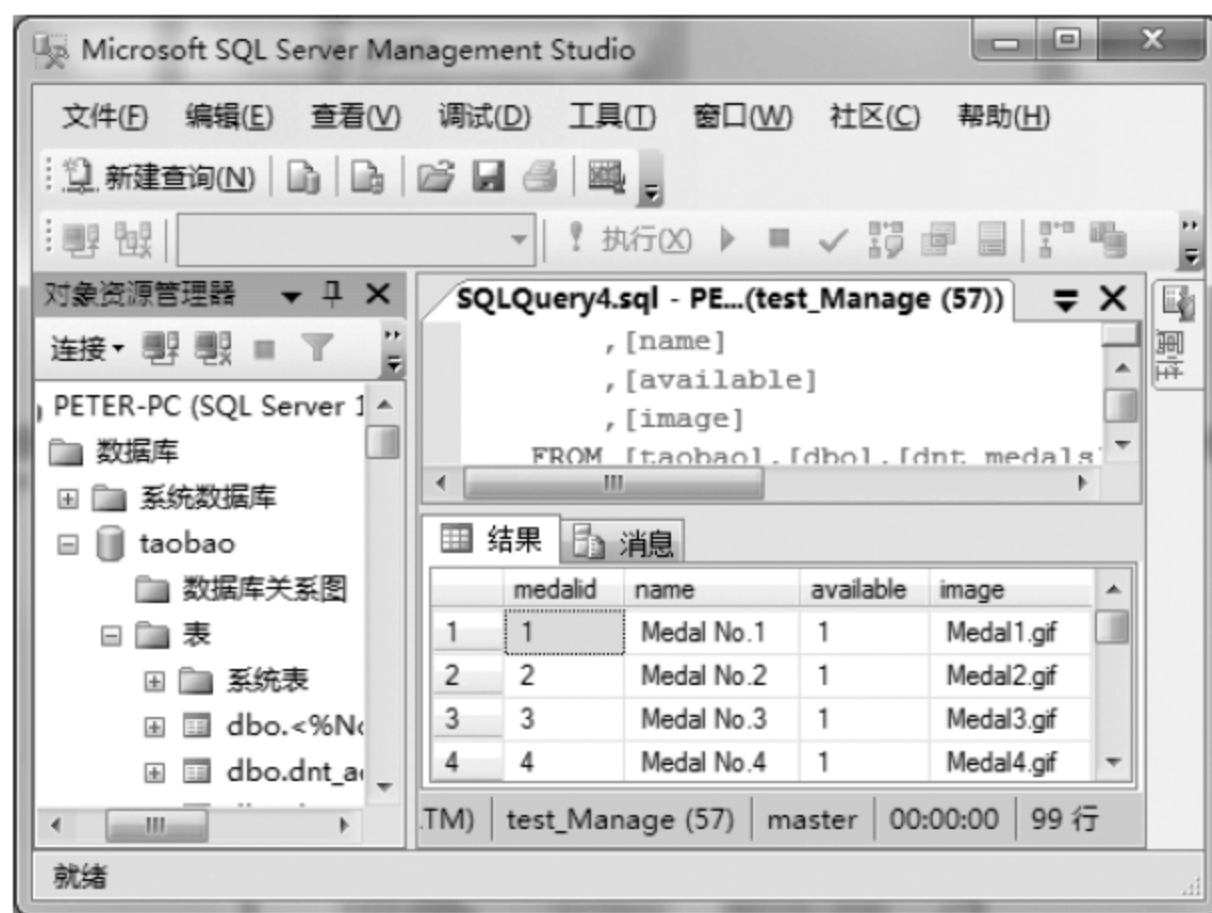 Microsoft SQL Server Management Studio
文件(F) 编辑(E) 查看(V) 调试(D) 工具(T) 窗口(W) 社区(C) 帮助(H)
新建查询(N)
执行(X)
对象资源管理器
连接
PETER-PC (SQL Server 1
数据库
系统数据库
taobao
数据库关系图
表
系统表
dbo.<%No
dbo.dnt_a
SQLQuery4.sql - PE...(test_Manage (57))
,[name]
,[available]
,[image]
FROM [taobao].[dbo].[dnt_medals
结果 消息
medalid name available image
1 1 Medal No.1 1 Medal1.gif
2 2 Medal No.2 1 Medal2.gif
3 3 Medal No.3 1 Medal3.gif
4 4 Medal No.4 1 Medal4.gif
.TM) test_Manage (57) master 00:00:00 99 行
就绪